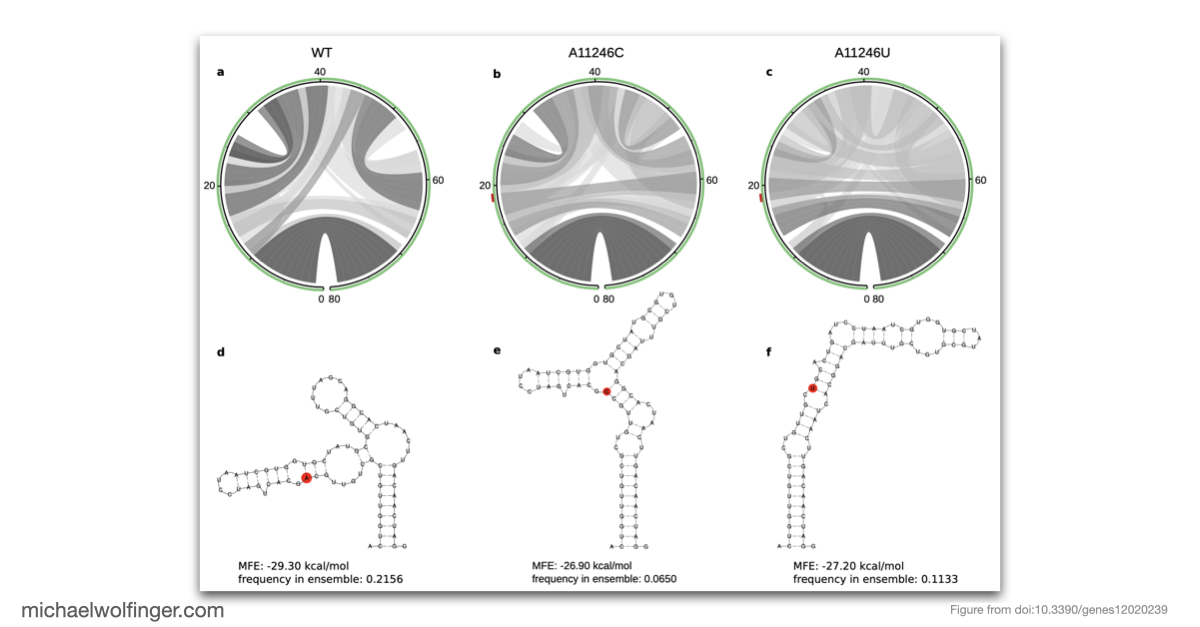 WT
A11246C
A11246U
a
b
c
40
40
40
20
60
20
60
20
60
0 80
0 80
0 80
d
e
f
MFE: -29.30 kcal/mol
frequency in ensemble: 0.2156
MFE: -26.90 kcal/mol
frequency in ensemble: 0.0650
MFE: -27.20 kcal/mol
frequency in ensemble: 0.1133
michaelwolfinger.com
Figure from doi:10.3390/genes12020239